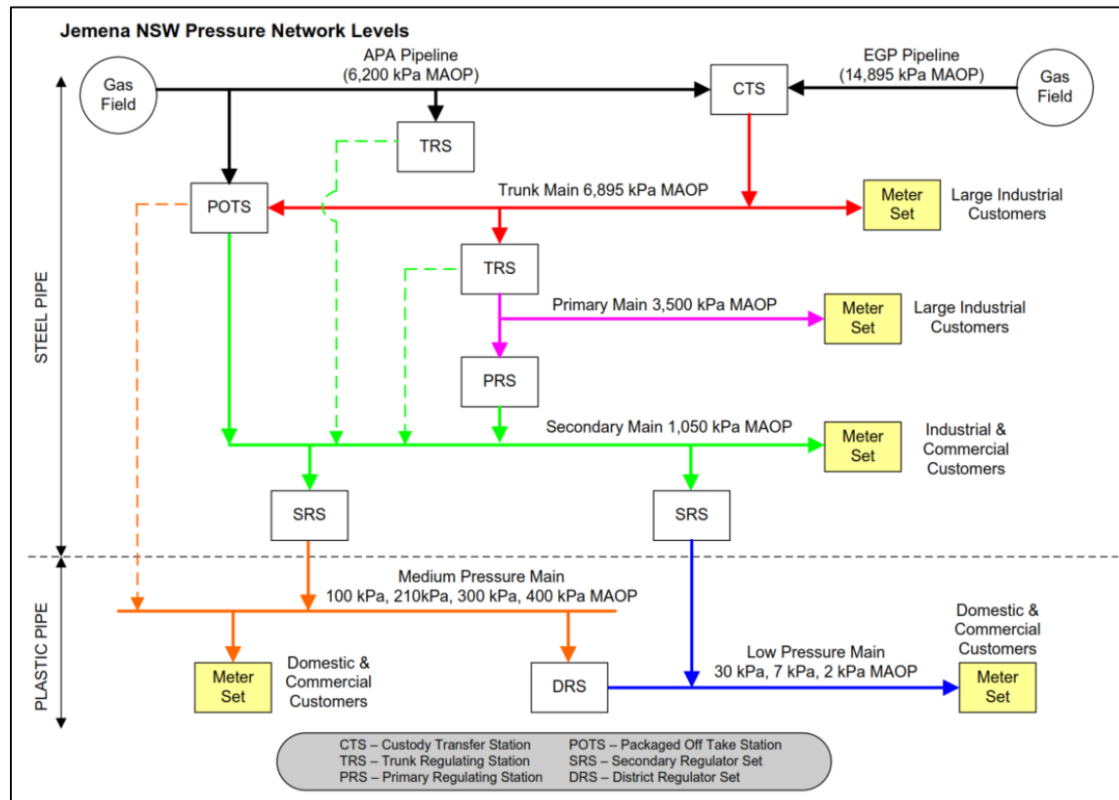 Jemena NSW Pressure Network Levels
APA Pipeline
(6,200 kPa MAOP)
EGP Pipeline
(14,895 kPa MAOP)
Gas
Field
CTS
Gas
Field
TRS
STEEL PIPE
POTS
Trunk Main 6,895 kPa MAOP
Meter
Set
Large Industrial
Customers
TRS
Primary Main 3,500 kPa MAOP
Meter
Set
Large Industrial
Customers
PRS
Secondary Main 1,050 kPa MAOP
Meter
Set
Industrial &
Commercial
Customers
SRS
SRS
PLASTIC PIPE
Medium Pressure Main
100 kPa, 210kPa, 300 kPa, 400 kPa MAOP
Meter
Set
Domestic &
Commercial
Customers
DRS
Low Pressure Main
30 kPa, 7 kPa, 2 kPa MAOP
Domestic &
Commercial
Customers
Meter
Set
CTS – Custody Transfer Station
TRS – Trunk Regulating Station
PRS – Primary Regulating Station
POTS – Packaged Off Take Station
SRS – Secondary Regulator Set
DRS – District Regulator Set